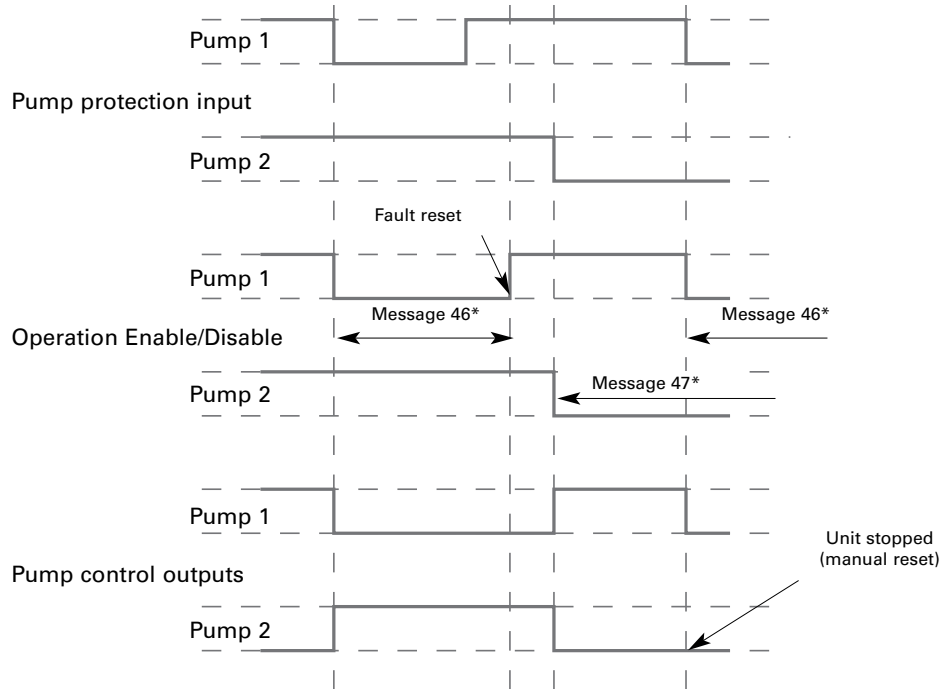 Pump 1
Pump protection input
Pump 2
Fault reset
Pump 1
Message 46*
Message 46*
Operation Enable/Disable
Message 47*
Pump 2
Pump 1
Unit stopped
(manual reset)
Pump control outputs
Pump 2